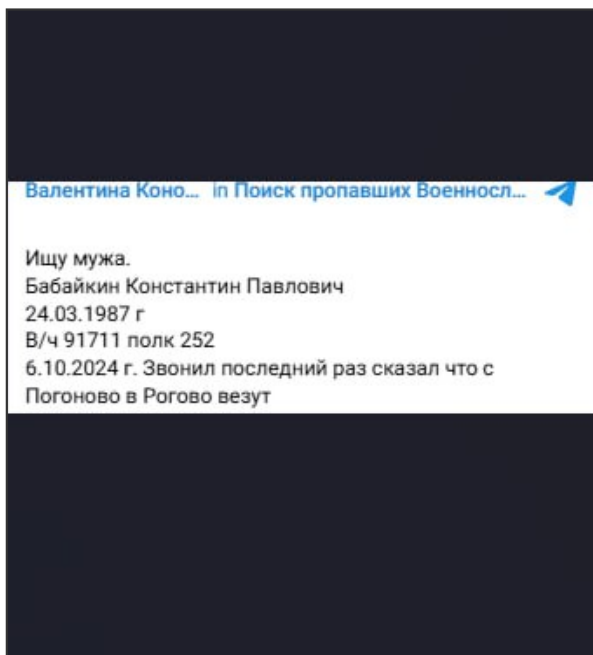 Валентина Коно... in Поиск пропавших Военносл...
Ищу мужа.
Бабайкин Константин Павлович
24.03.1987 г
В/ч 91711 полк 252
6.10.2024 г. Звонил последний раз сказал что с
Погоново в Рогово везут